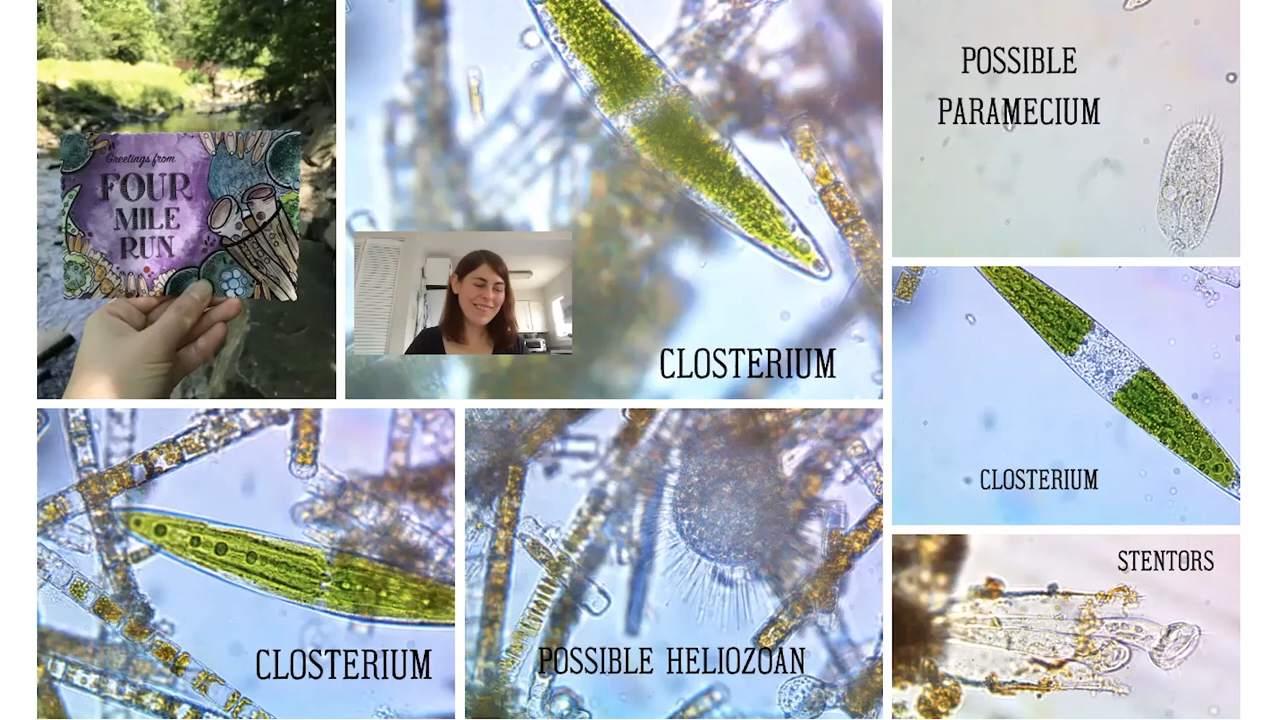 Greetings from
FOUR
MILE
RUN
CLOSTERIUM
POSSIBLE
PARAMECIUM
CLOSTERIUM
CLOSTERIUM
POSSIBLE HELIOZOAN
STENTORS